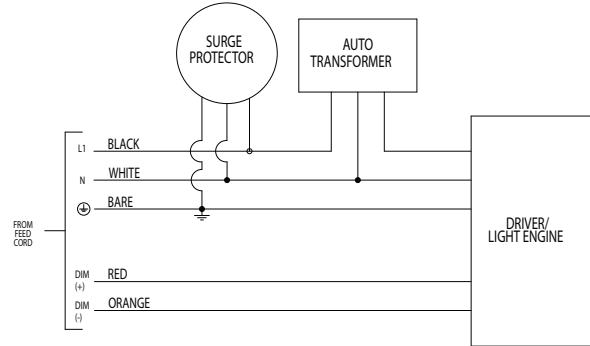 SURGE
PROTECTOR
AUTO
TRANSFORMER
L1 BLACK
N WHITE
BARE
FROM
FEED
CORD
DRIVER/
LIGHT ENGINE
DIM
(+)
RED
DIM
(-)
ORANGE